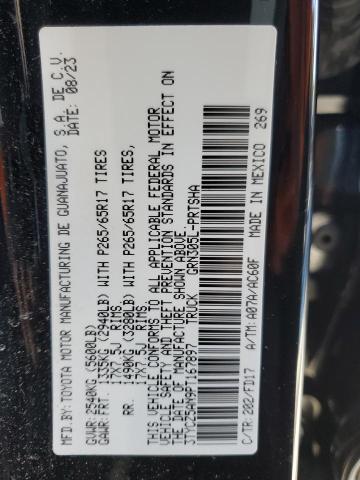 MFD.BY: TOYOTA MOTOR MANUFACTURING DE GUANAJUATO, S.A DE C.V.
DATE: 08/23
GVWR: 2540KG (5600LB)
GAWR: FRT. 1335KG (2940LB) WITH P265/65R17 TIRES
17X7.5J RIMS,
RR. 1490KG (3280LB) WITH P265/65R17 TIRES,
17X7.5J RIMS.
THIS VEHICLE CONFORMS TO ALL APPLICABLE FEDERAL MOTOR
VEHICLE SAFETY AND THEFT PREVENTION STANDARDS IN EFFECT ON
THE DATE OF MANUFACTURE SHOWN ABOVE.
TRUCK GRN305L-PRTSHA
C/TR: 202/FD17 A/TM: A07A/AC60F
MADE IN MEXICO 269